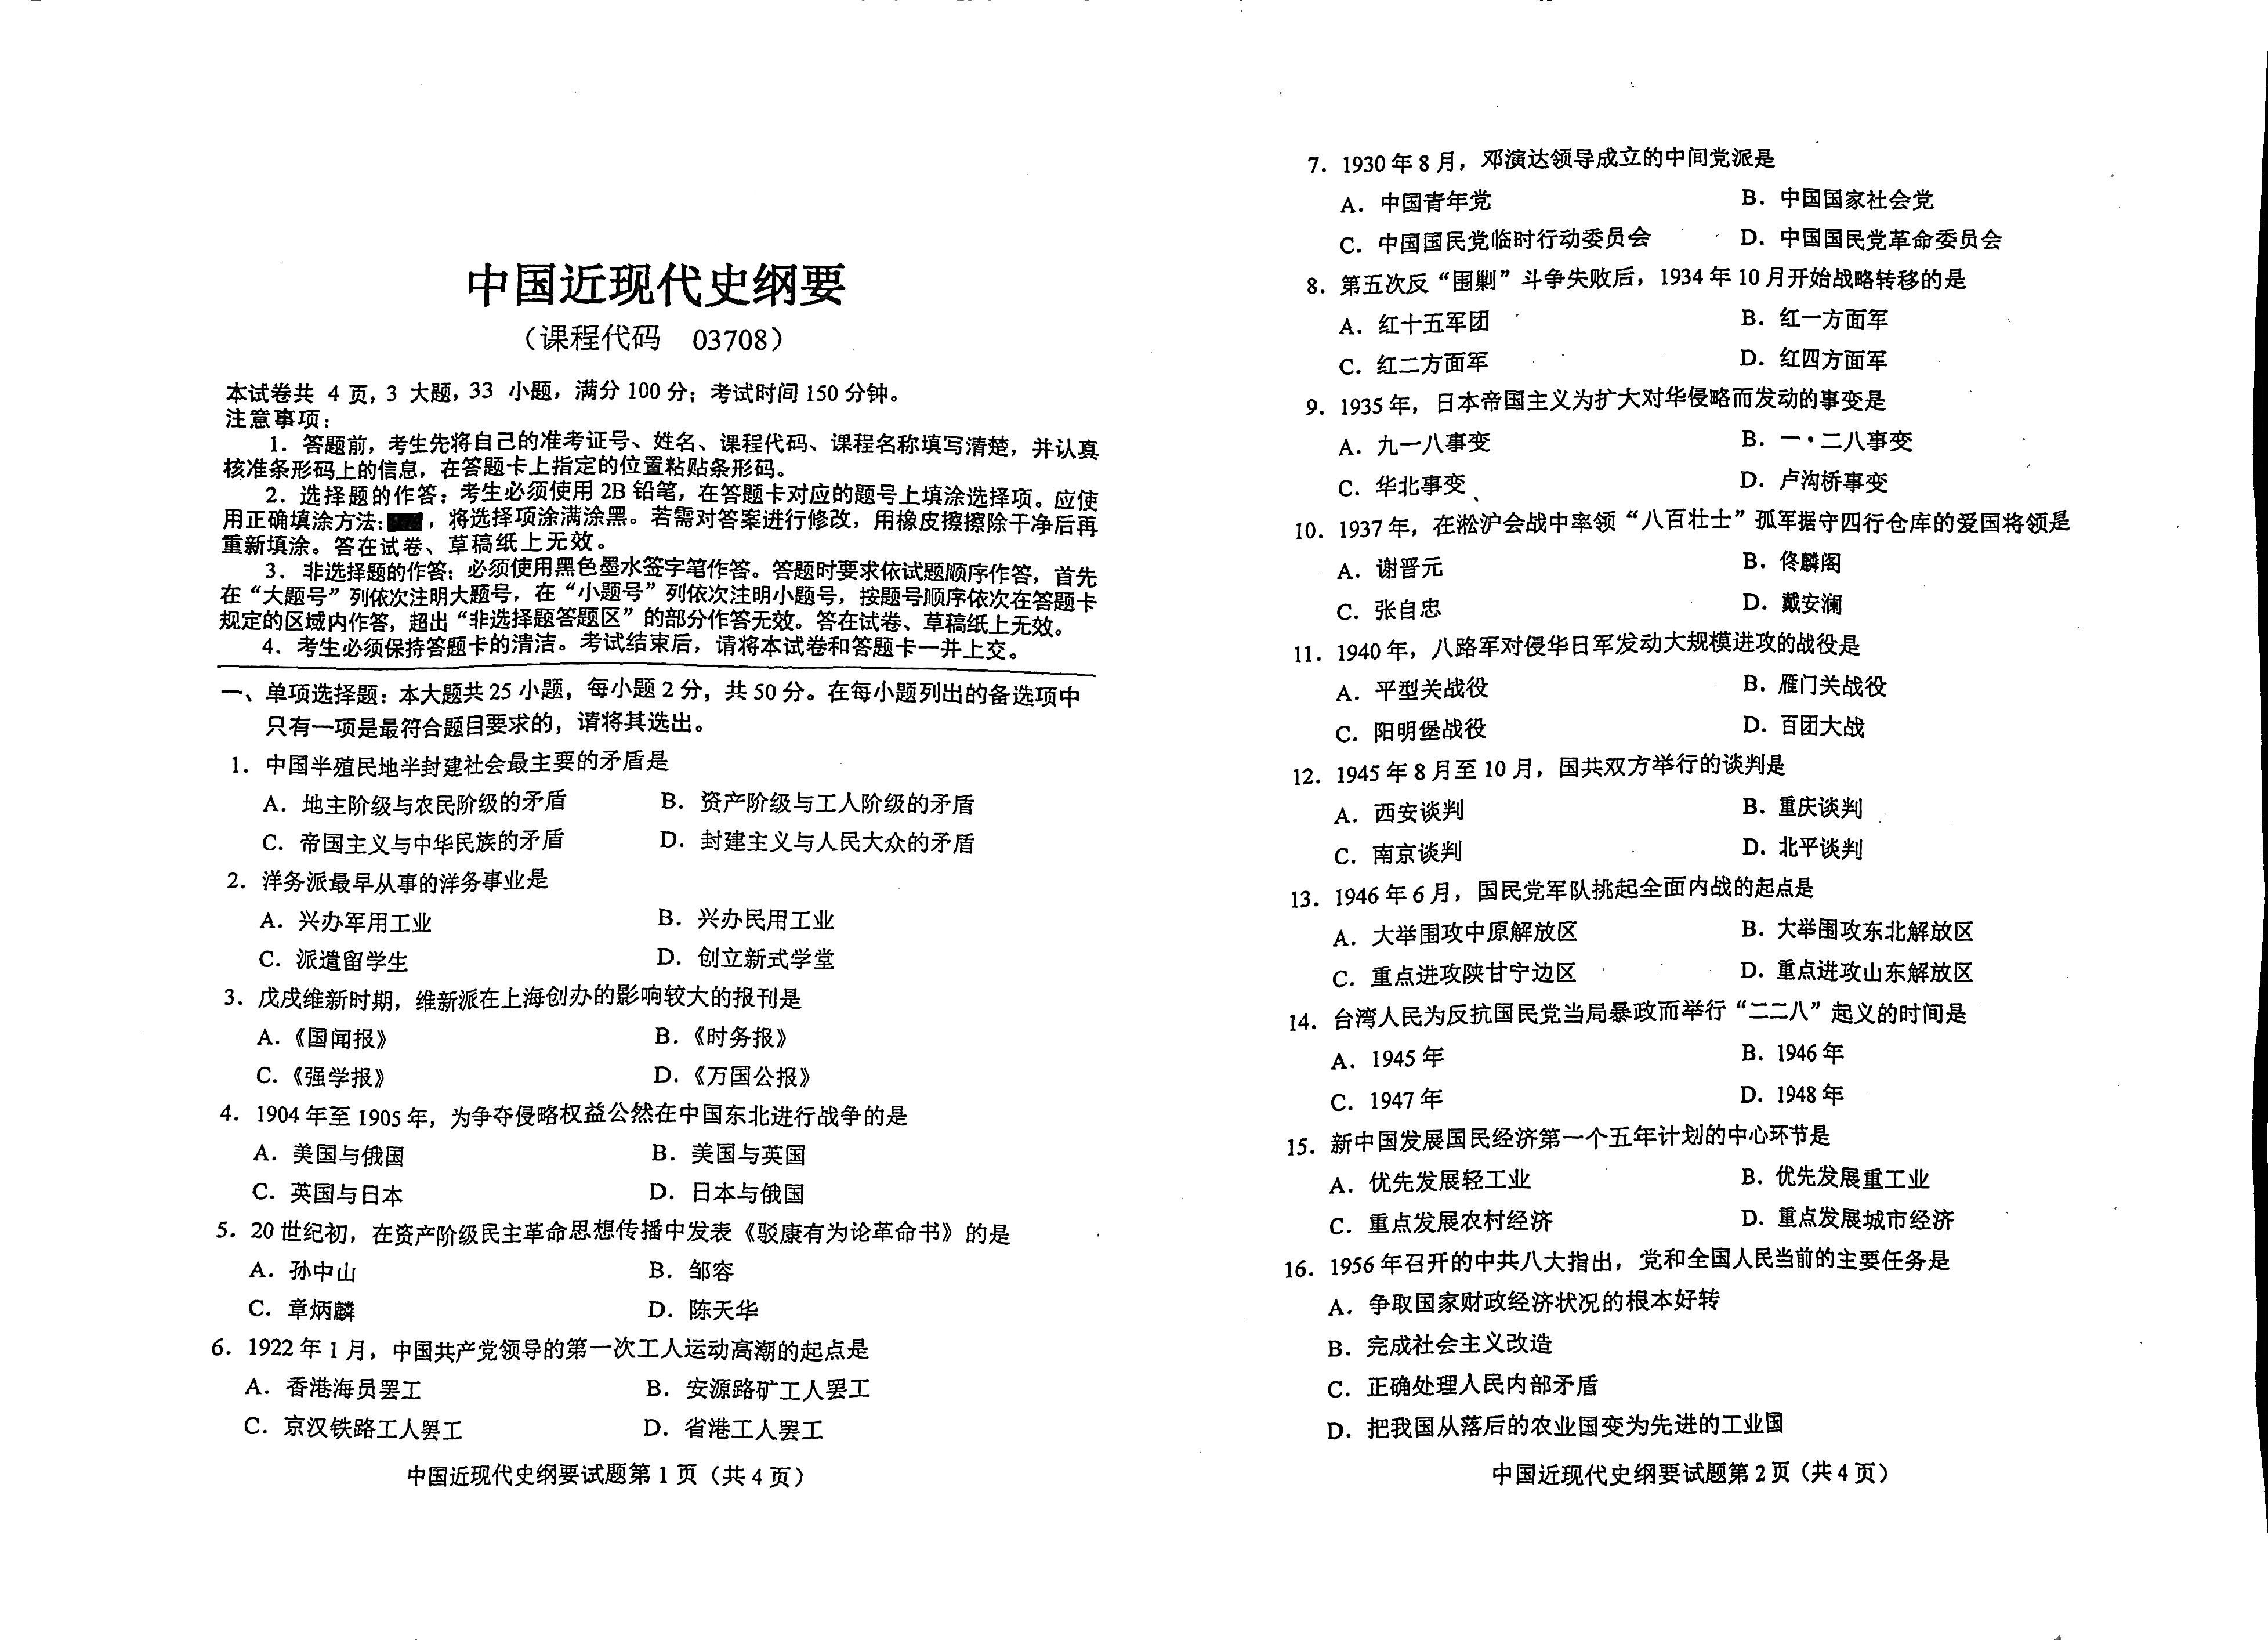 中国近现代史纲要
（课程代码 03708）
本试卷共 4 页, 3 大题, 33 小题，满分 100 分；考试时间 150 分钟。
注意事项：
1．答题前，考生先将自己的准考证号、姓名、课程代码、课程名称填写清楚，并认真
核准条形码上的信息，在答题卡上指定的位置粘贴条形码。
2．选择题的作答：考生必须使用 2B 铅笔，在答题卡对应的题号上填涂选择项。应使
用正确填涂方法：，将选择项涂满涂黑。若需对答案进行修改，用橡皮擦擦除干净后再
重新填涂。答在试卷、草稿纸上无效。
3．非选择题的作答：必须使用黑色墨水签字笔作答。答题时要求依试题顺序作答，首先
在“大题号”列依次注明大题号，在“小题号”列依次注明小题号，按题号顺序依次在答题卡
规定的区域内作答，超出“非选择题答题区”的部分作答无效。答在试卷、草稿纸上无效。
4．考生必须保持答题卡的清洁。考试结束后，请将本试卷和答题卡一并上交。
一、单项选择题：本大题共 25 小题，每小题 2 分，共 50 分。在每小题列出的备选项中
只有一项是最符合题目要求的，请将其选出。
1．中国半殖民地半封建社会最主要的矛盾是
A．地主阶级与农民阶级的矛盾 B．资产阶级与工人阶级的矛盾
C．帝国主义与中华民族的矛盾 D．封建主义与人民大众的矛盾
2．洋务派最早从事的洋务事业是
A．兴办军用工业 B．兴办民用工业
C．派遣留学生 D．创立新式学堂
3．戊戌维新时期，维新派在上海创办的影响较大的报刊是
A．《国闻报》 B．《时务报》
C．《强学报》 D．《万国公报》
4．1904 年至 1905 年，为争夺侵略权益公然在中国东北进行战争的是
A．美国与俄国 B．美国与英国
C．英国与日本 D．日本与俄国
5．20 世纪初，在资产阶级民主革命思想传播中发表《驳康有为论革命书》的是
A．孙中山 B．邹容
C．章炳麟 D．陈天华
6．1922 年 1 月，中国共产党领导的第一次工人运动高潮的起点是
A．香港海员罢工 B．安源路矿工人罢工
C．京汉铁路工人罢工 D．省港工人罢工
中国近现代史纲要试题第 1 页（共 4 页）
7．1930 年 8 月，邓演达领导成立的中间党派是
A．中国青年党 B．中国国家社会党
C．中国国民党临时行动委员会 D．中国国民党革命委员会
8．第五次反“围剿”斗争失败后，1934 年 10 月开始战略转移的是
A．红十五军团 B．红一方面军
C．红二方面军 D．红四方面军
9．1935 年，日本帝国主义为扩大对华侵略而发动的事变是
A．九一八事变 B．一·二八事变
C．华北事变 D．卢沟桥事变
10．1937 年，在淞沪会战中率领“八百壮士”孤军据守四行仓库的爱国将领是
A．谢晋元 B．佟麟阁
C．张自忠 D．戴安澜
11．1940 年，八路军对侵华日军发动大规模进攻的战役是
A．平型关战役 B．雁门关战役
C．阳明堡战役 D．百团大战
12．1945 年 8 月至 10 月，国共双方举行的谈判是
A．西安谈判 B．重庆谈判
C．南京谈判 D．北平谈判
13．1946 年 6 月，国民党军队挑起全面内战的起点是
A．大举围攻中原解放区 B．大举围攻东北解放区
C．重点进攻陕甘宁边区 D．重点进攻山东解放区
14．台湾人民为反抗国民党当局暴政而举行“二二八”起义的时间是
A．1945 年 B．1946 年
C．1947 年 D．1948 年
15．新中国发展国民经济第一个五年计划的中心环节是
A．优先发展轻工业 B．优先发展重工业
C．重点发展农村经济 D．重点发展城市经济
16．1956 年召开的中共八大指出，党和全国人民当前的主要任务是
A．争取国家财政经济状况的根本好转
B．完成社会主义改造
C．正确处理人民内部矛盾
D．把我国从落后的农业国变为先进的工业国
中国近现代史纲要试题第 2 页（共 4 页）